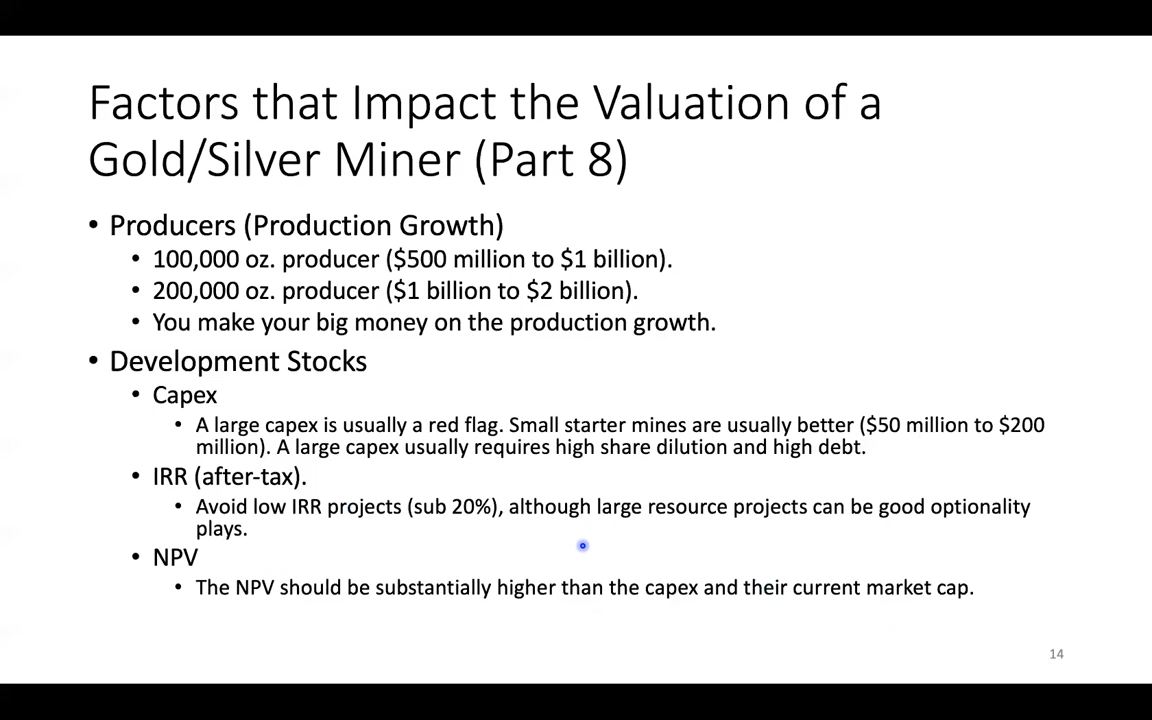 Factors that Impact the Valuation of a
Gold/Silver Miner (Part 8)
• Producers (Production Growth)
• 100,000 oz. producer ($500 million to $1 billion).
• 200,000 oz. producer ($1 billion to $2 billion).
• You make your big money on the production growth.
• Development Stocks
• Capex
• A large capex is usually a red flag. Small starter mines are usually better ($50 million to $200
million). A large capex usually requires high share dilution and high debt.
• IRR (after-tax).
• Avoid low IRR projects (sub 20%), although large resource projects can be good optionality
plays.
• NPV
• The NPV should be substantially higher than the capex and their current market cap.
14